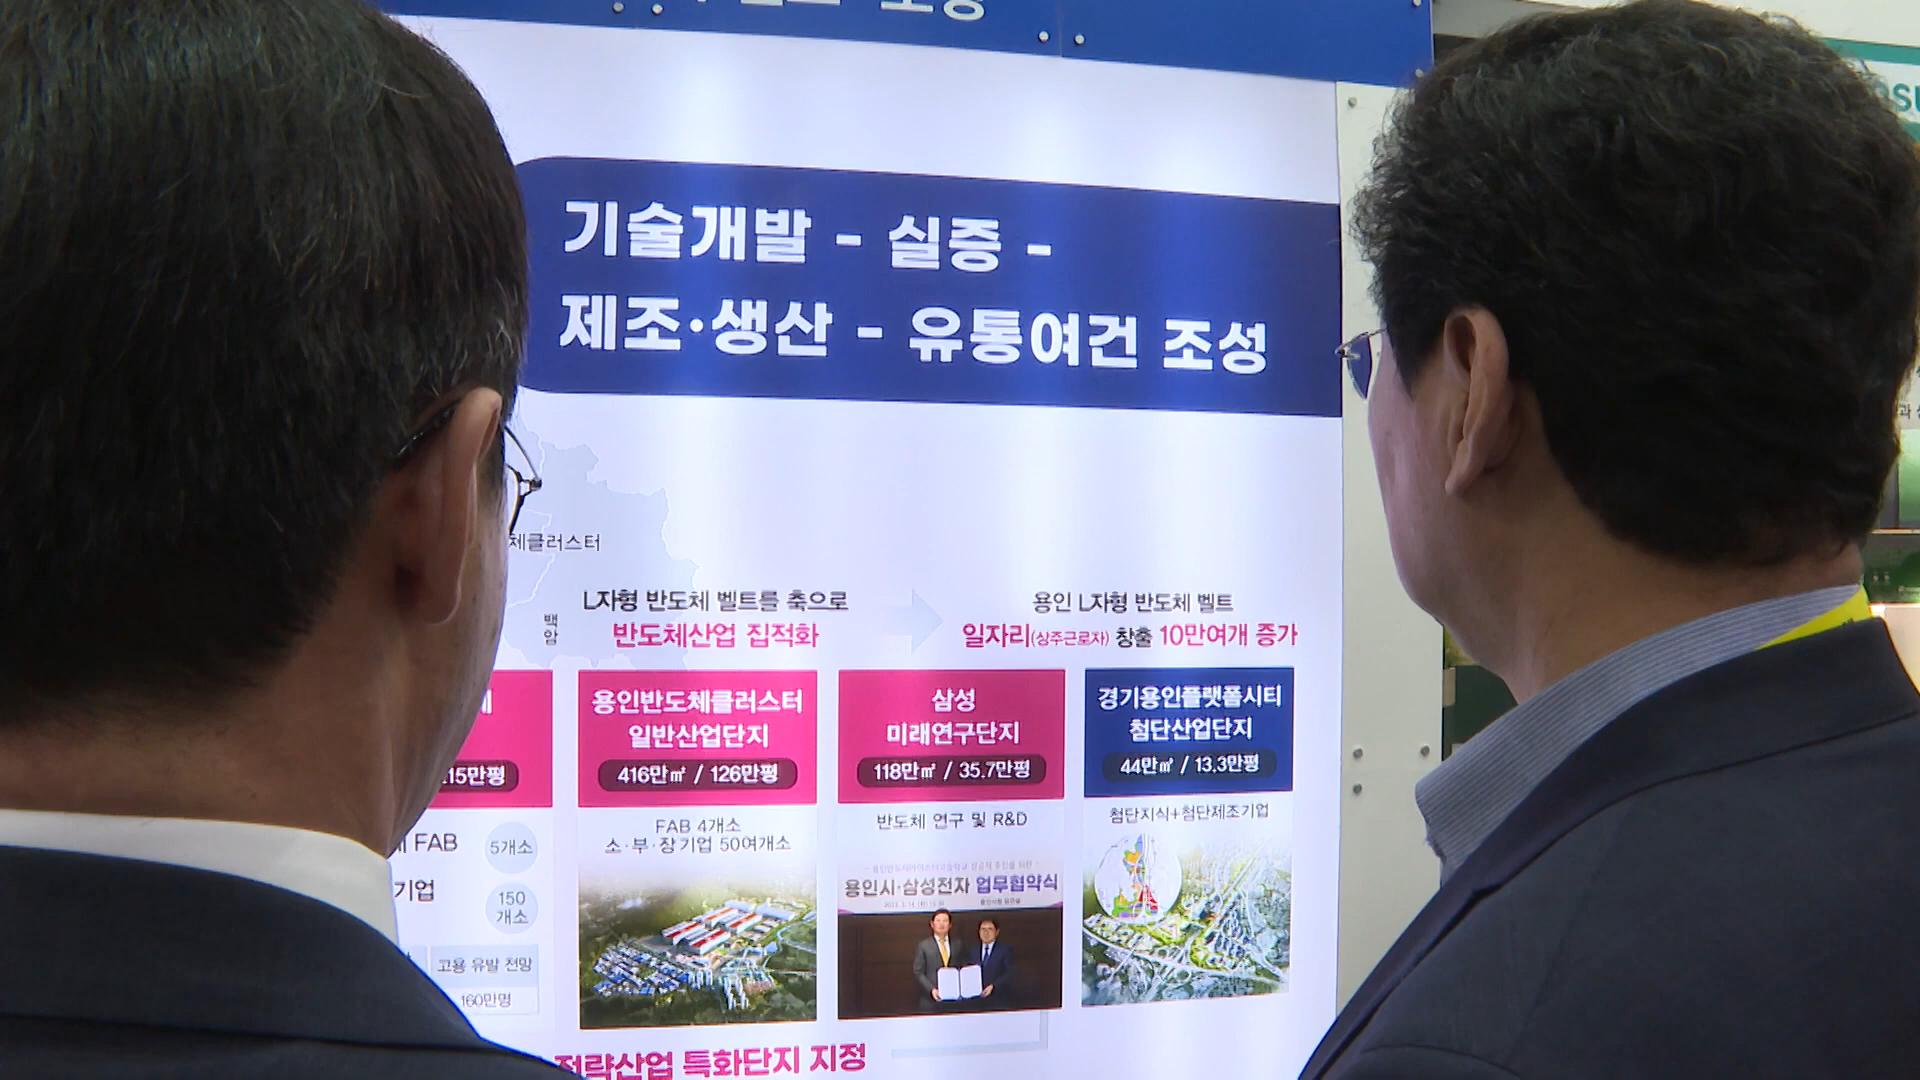 조성
기술개발 - 실증 -
제조·생산 - 유통여건 조성
체클러스터
백암
L자형 반도체 벨트를 축으로
반도체산업 집적화
용인 L자형 반도체 벨트
일자리(상주근로자) 창출 10만여개 증가
15만평
FAB
5개소
기업
150
개소
고용 유발 전망
160만명
용인반도체클러스터
일반산업단지
416만㎡ / 126만평
FAB 4개소
소·부·장 기업 50여개소
삼성
미래연구단지
118만㎡ / 35.7만평
반도체 연구 및 R&D
용인시·삼성전자 업무협약식
경기용인플랫폼시티
첨단산업단지
44만㎡ / 13.3만평
첨단지식+첨단제조기업
전략산업 특화단지 지정